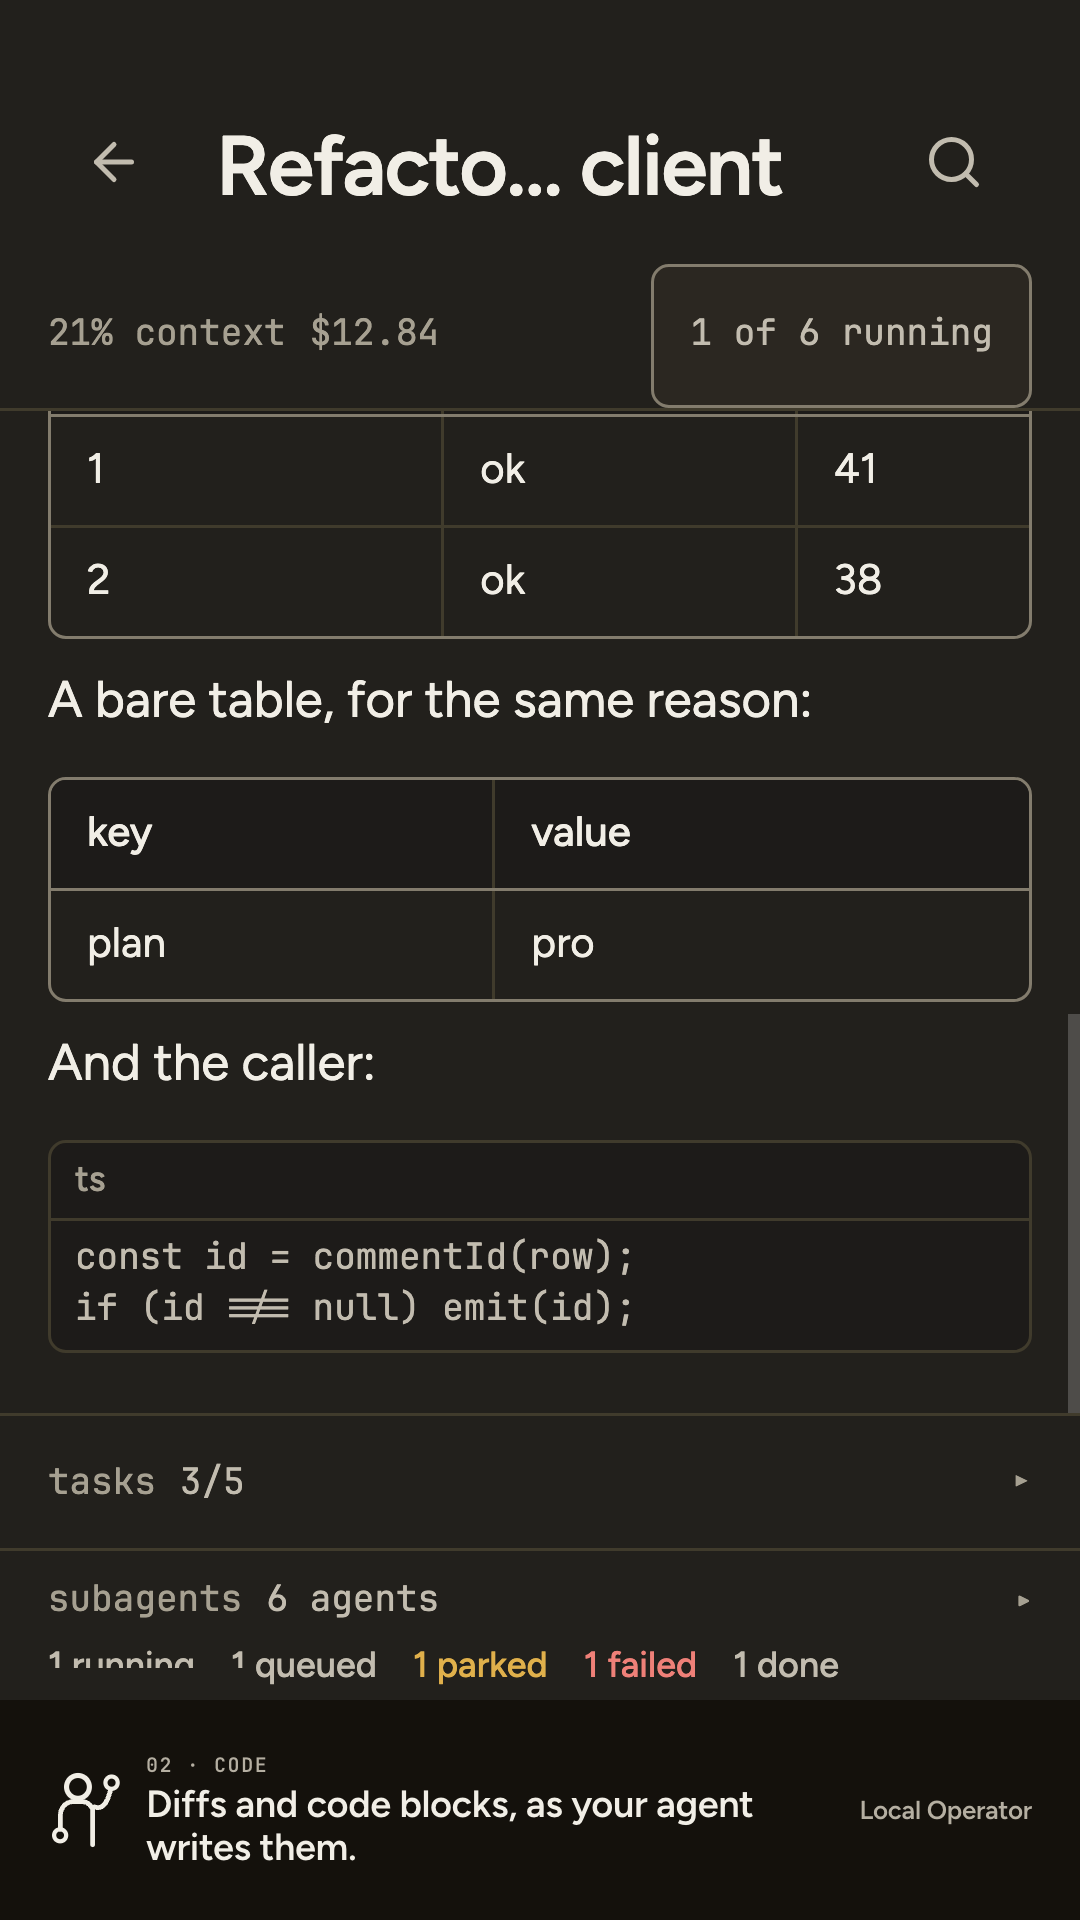 Refacto... client
21% context $12.84
1 of 6 running
1 ok 41
2 ok 38
A bare table, for the same reason:
key value
plan pro
And the caller:
ts
const id = commentId(row);
if (id !== null) emit(id);
tasks 3/5 ▸
subagents 6 agents ▸
1 running 1 queued 1 parked 1 failed 1 done
02 · CODE
Diffs and code blocks, as your agent
writes them.
Local Operator